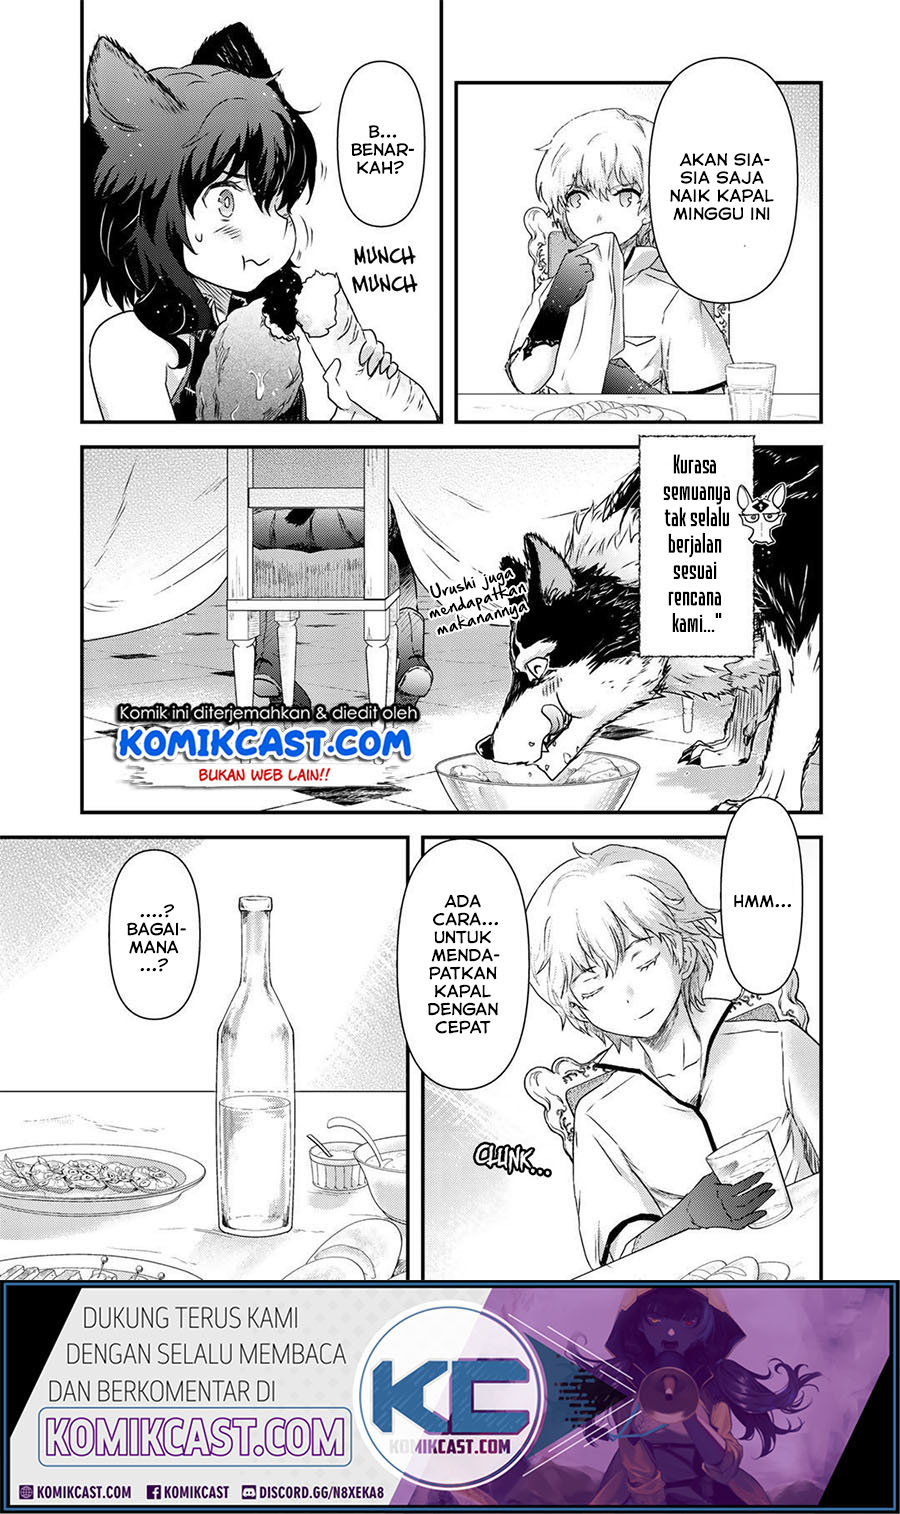 AKAN SIA-
SIA SAJA
NAIK KAPAL
MINGGU INI
B...
BENAR-
KAH?
MUNCH
MUNCH
Kurasa
semuanya
tak selalu
berjalan
sesuai
rencana
kami..."
Urushi juga
mendapatkan
makanannya
Komik ini diterjemahkan & diedit oleh
KOMIKCAST.COM
BUKAN WEB LAIN!!
HMM...
ADA
CARA...
UNTUK
MENDA-
PATKAN
KAPAL
DENGAN
CEPAT
CLUNK...
....?
BAGAI-
MANA
...?
DUKUNG TERUS KAMI
DENGAN SELALU MEMBACA
DAN BERKOMENTAR DI
KOMIKCAST.COM
KC
KOMIKCAST.COM
KOMIKCAST.COM
KOMIKCAST
DISCORD.GG/N8XEKA8